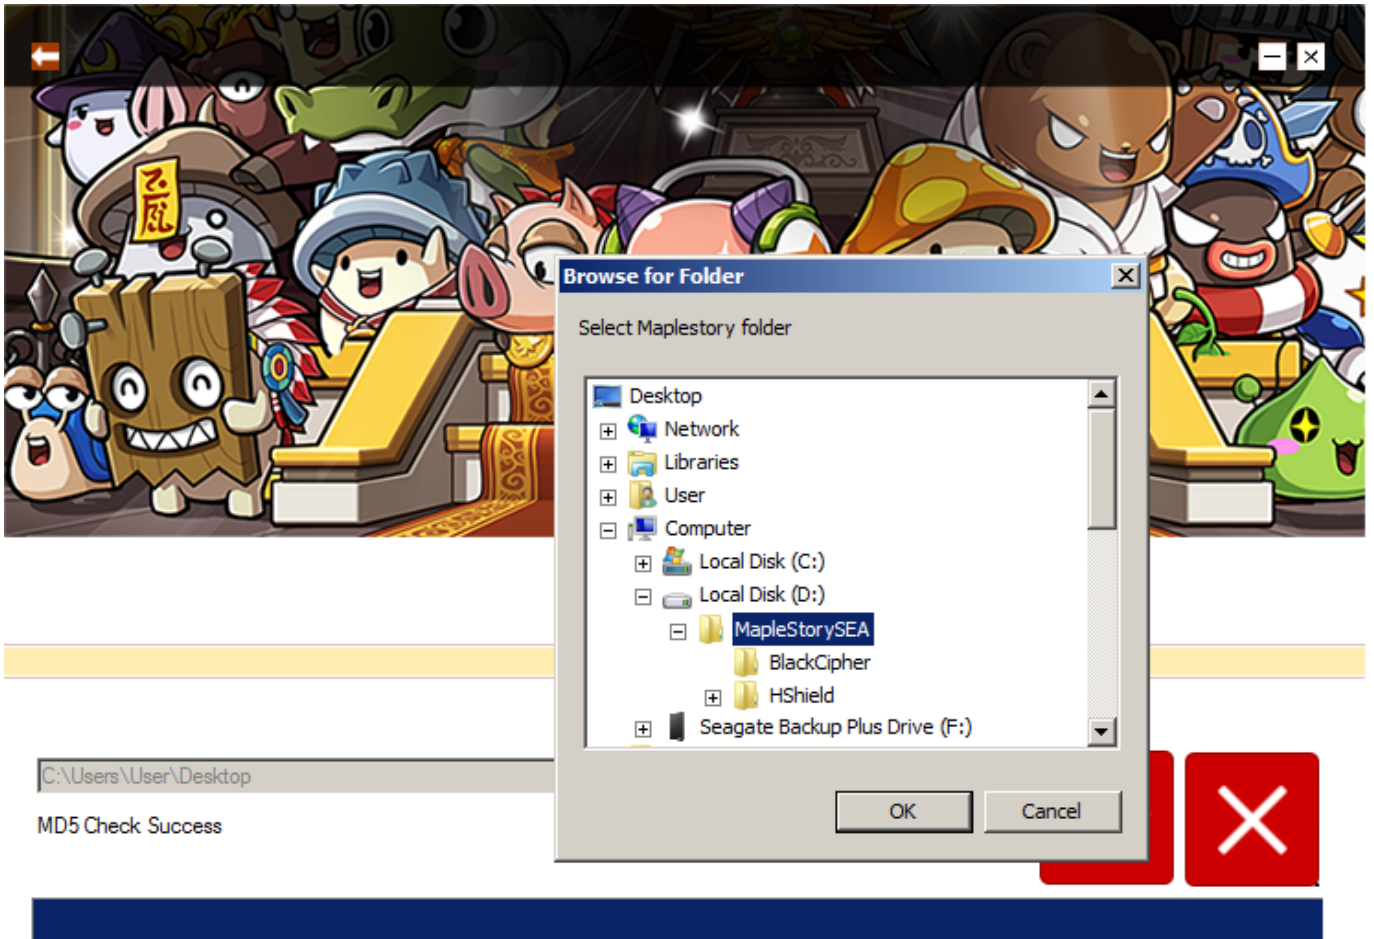 Browse for Folder
Select Maplestory folder
Desktop
Network
Libraries
User
Computer
Local Disk (C:)
Local Disk (D:)
MapleStorySEA
BlackCipher
HShield
Seagate Backup Plus Drive (F:)
C:\Users\User\Desktop
OK
Cancel
MD5 Check Success